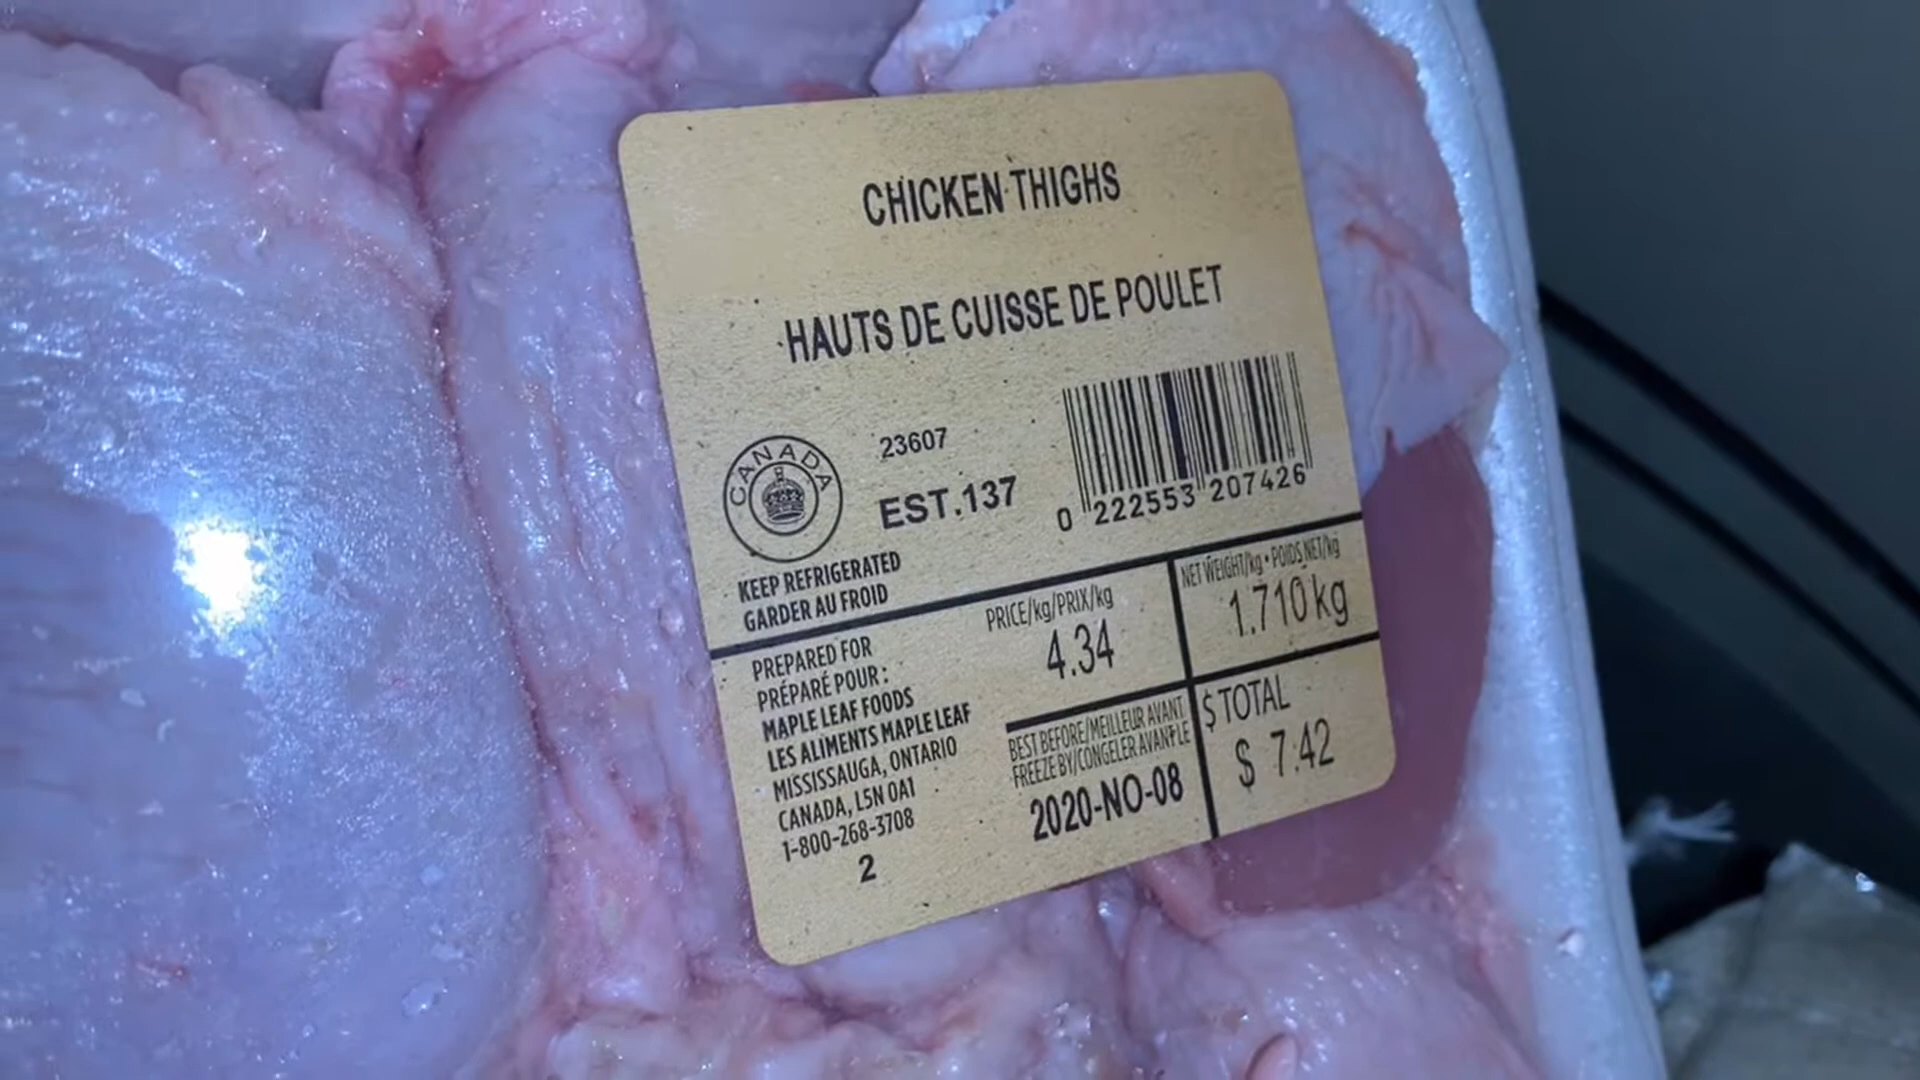 CHICKEN THIGHS
HAUTS DE CUISSE DE POULET
CANADA
23607
EST.137
0 222553 207426
KEEP REFRIGERATED
GARDER AU FROID
PREPARED FOR
PRÉPARÉ POUR :
MAPLE LEAF FOODS
LES ALIMENTS MAPLE LEAF
MISSISSAUGA, ONTARIO
CANADA, L5N 0A1
1-800-268-3708
2
PRICE/kg/PRIX/kg
4.34
NET WEIGHT/kg • POIDS NET/kg
1.710 kg
BEST BEFORE/MEILLEUR AVANT
FREEZE BY/CONGELER AVANT LE
2020-NO-08
$ TOTAL
$ 7.42